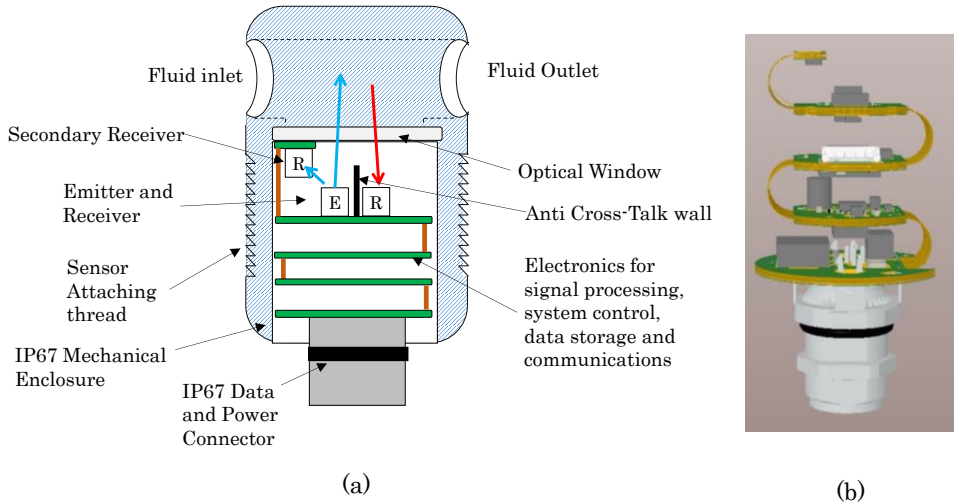 Fluid inlet
Fluid Outlet
Secondary Receiver
R
Optical Window
Emitter and
Receiver
E
R
Anti Cross-Talk wall
Sensor
Attaching
thread
Electronics for
signal processing,
system control,
data storage and
communications
IP67 Mechanical
Enclosure
IP67 Data
and Power
Connector
(a)
(b)